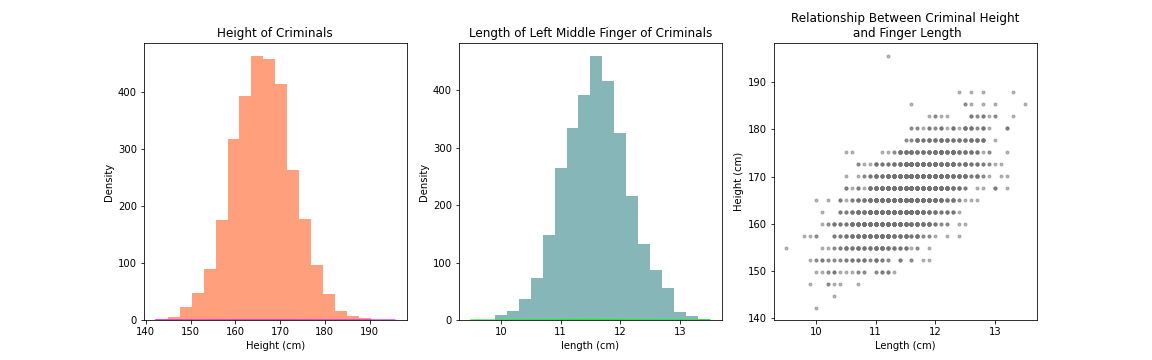 Height of Criminals
400
300
200
100
0
Density
140 150 160 170 180 190
Height (cm)
Length of Left Middle Finger of Criminals
400
300
200
100
0
Density
10 11 12 13
length (cm)
Relationship Between Criminal Height
and Finger Length
190
180
170
160
150
140
Height (cm)
10 11 12 13
Length (cm)